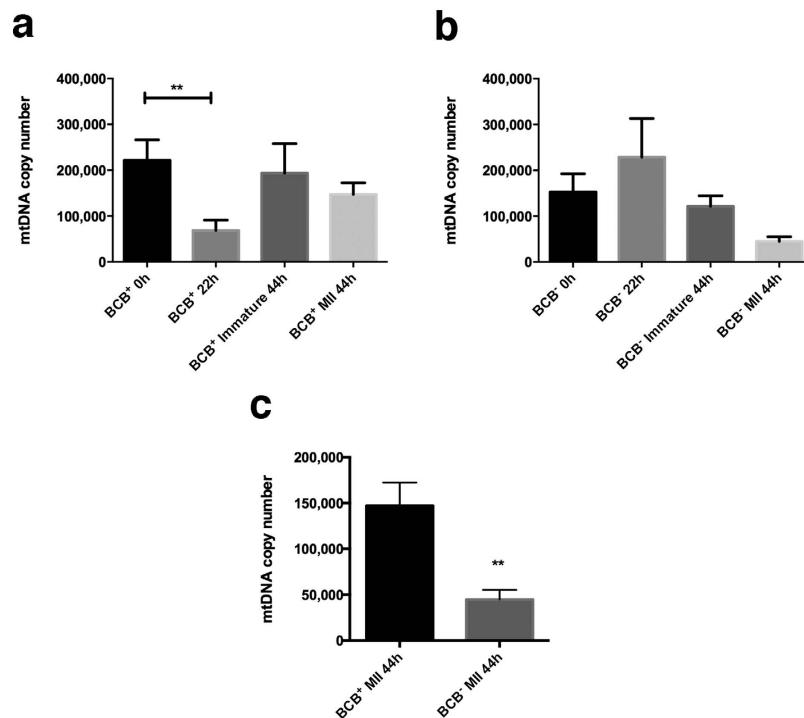 a
mtDNA copy number
400,000
300,000
200,000
100,000
0
**
BCB+ 0h
BCB+ 22h
BCB+ Immature 44h
BCB+ MII 44h
b
mtDNA copy number
400,000
300,000
200,000
100,000
0
BCB- 0h
BCB- 22h
BCB- Immature 44h
BCB- MII 44h
c
mtDNA copy number
200,000
150,000
100,000
50,000
0
**
BCB+ MII 44h
BCB- MII 44h